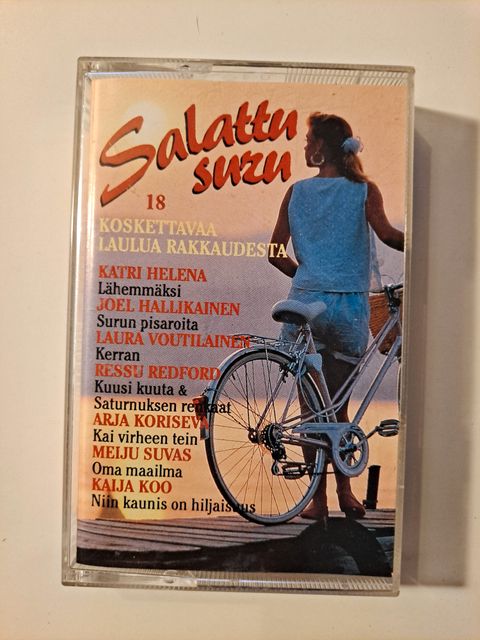 Salattu
suru
18
KOSKETTAVAA
LAULUA RAKKAUDESTA
KATRI HELENA
Lähemmäksi
JOEL HALLIKAINEN
Surun pisaroita
LAURA VOUTILAINEN
Kerran
RESSU REDFORD
Kuusi kuuta &
Saturnuksen renkaat
ARJA KORISEVA
Kai virheen tein
MEIJU SUVAS
Oma maailma
KAIJA KOO
Niin kaunis on hiljaisuus